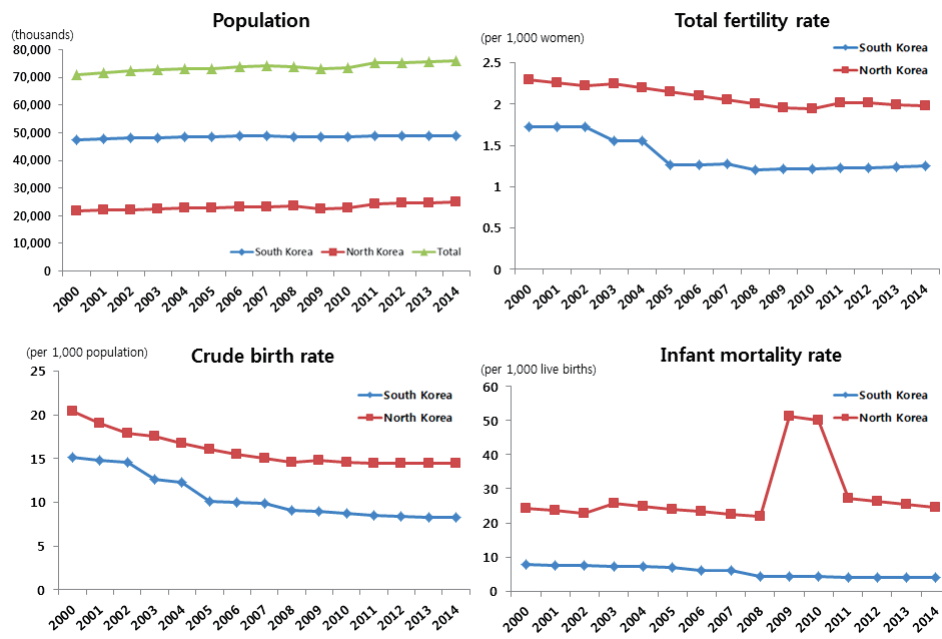 Population
(thousands)
80,000
70,000
60,000
50,000
40,000
30,000
20,000
10,000
0
South Korea North Korea Total
2000 2001 2002 2003 2004 2005 2006 2007 2008 2009 2010 2011 2012 2013 2014
Total fertility rate
(per 1,000 women)
South Korea
North Korea
2.5
2
1.5
1
0.5
0
2000 2001 2002 2003 2004 2005 2006 2007 2008 2009 2010 2011 2012 2013 2014
Crude birth rate
(per 1,000 population)
South Korea
North Korea
25
20
15
10
5
0
2000 2001 2002 2003 2004 2005 2006 2007 2008 2009 2010 2011 2012 2013 2014
Infant mortality rate
(per 1,000 live births)
South Korea
North Korea
60
50
40
30
20
10
0
2000 2001 2002 2003 2004 2005 2006 2007 2008 2009 2010 2011 2012 2013 2014